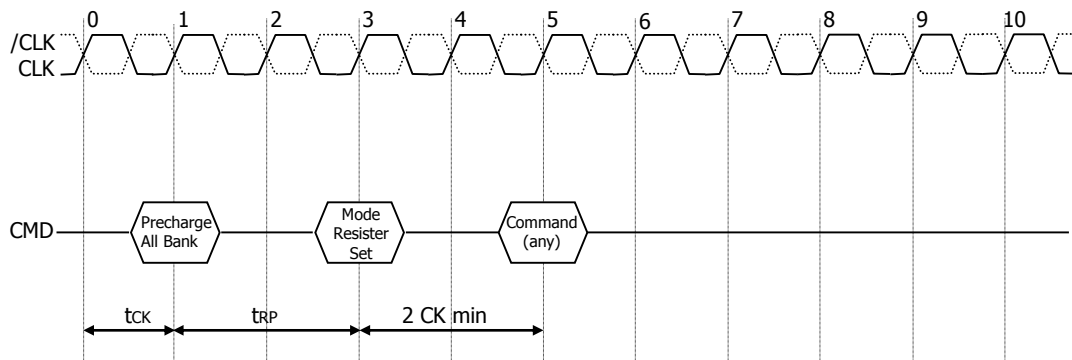 0 1 2 3 4 5 6 7 8 9 10
/CLK
CLK
CMD
Precharge
All Bank
Mode
Resister
Set
Command
(any)
tCK tRP 2 CK min